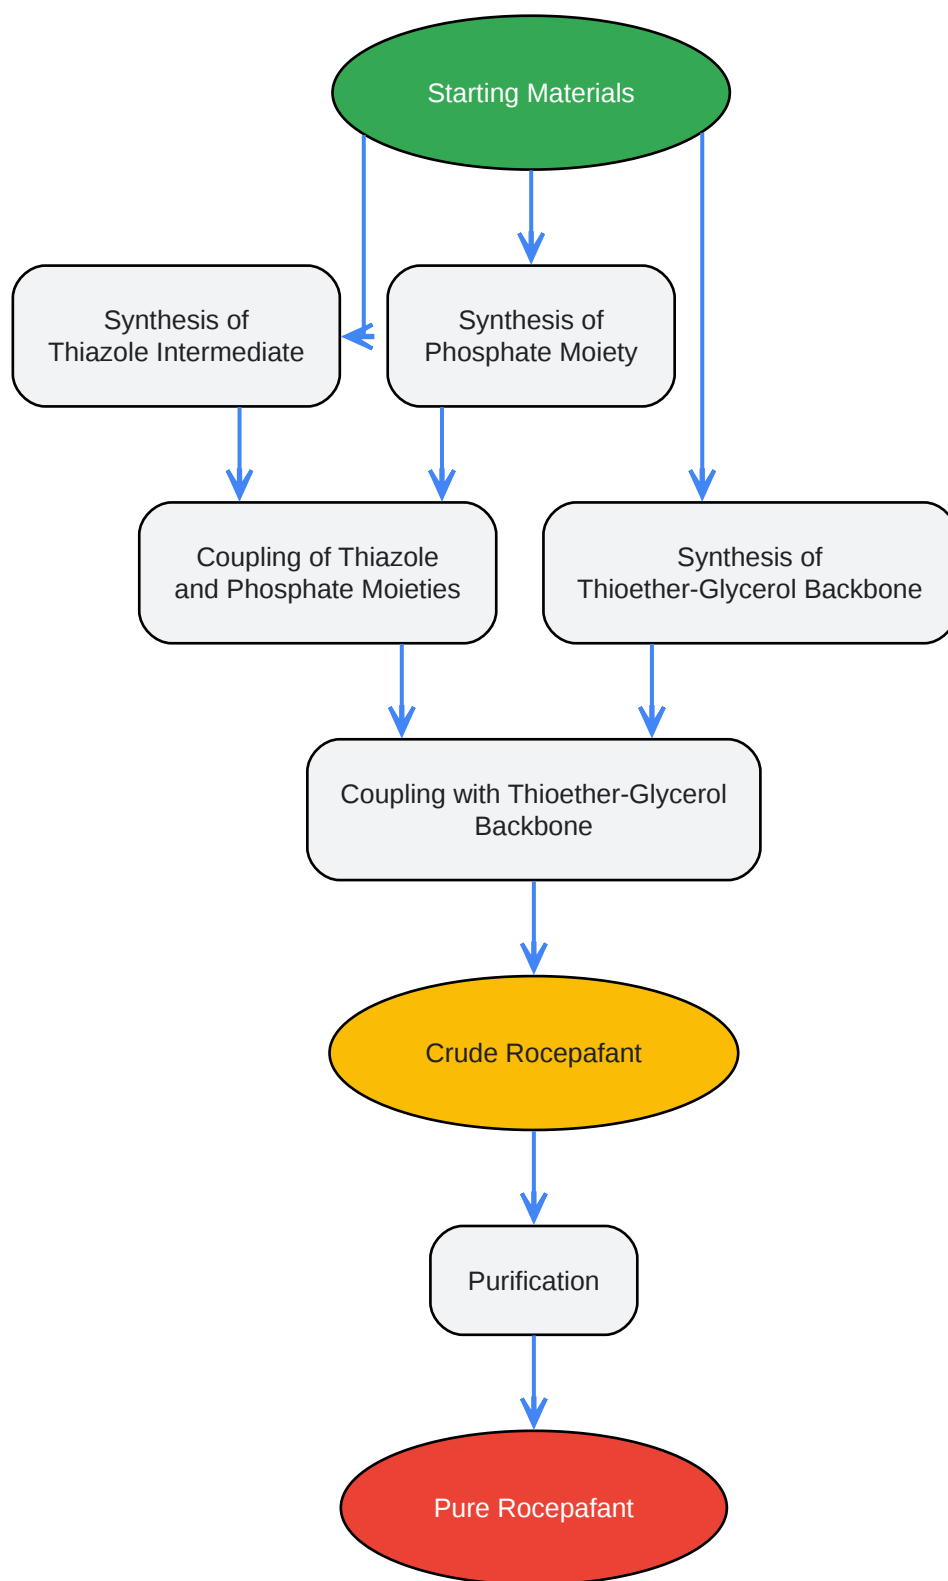 Starting Materials
Synthesis of
Thiazole Intermediate
Synthesis of
Phosphate Moiety
Coupling of Thiazole
and Phosphate Moieties
Synthesis of
Thioether-Glycerol Backbone
Coupling with Thioether-Glycerol
Backbone
Crude Rocepafant
Purification
Pure Rocepafant